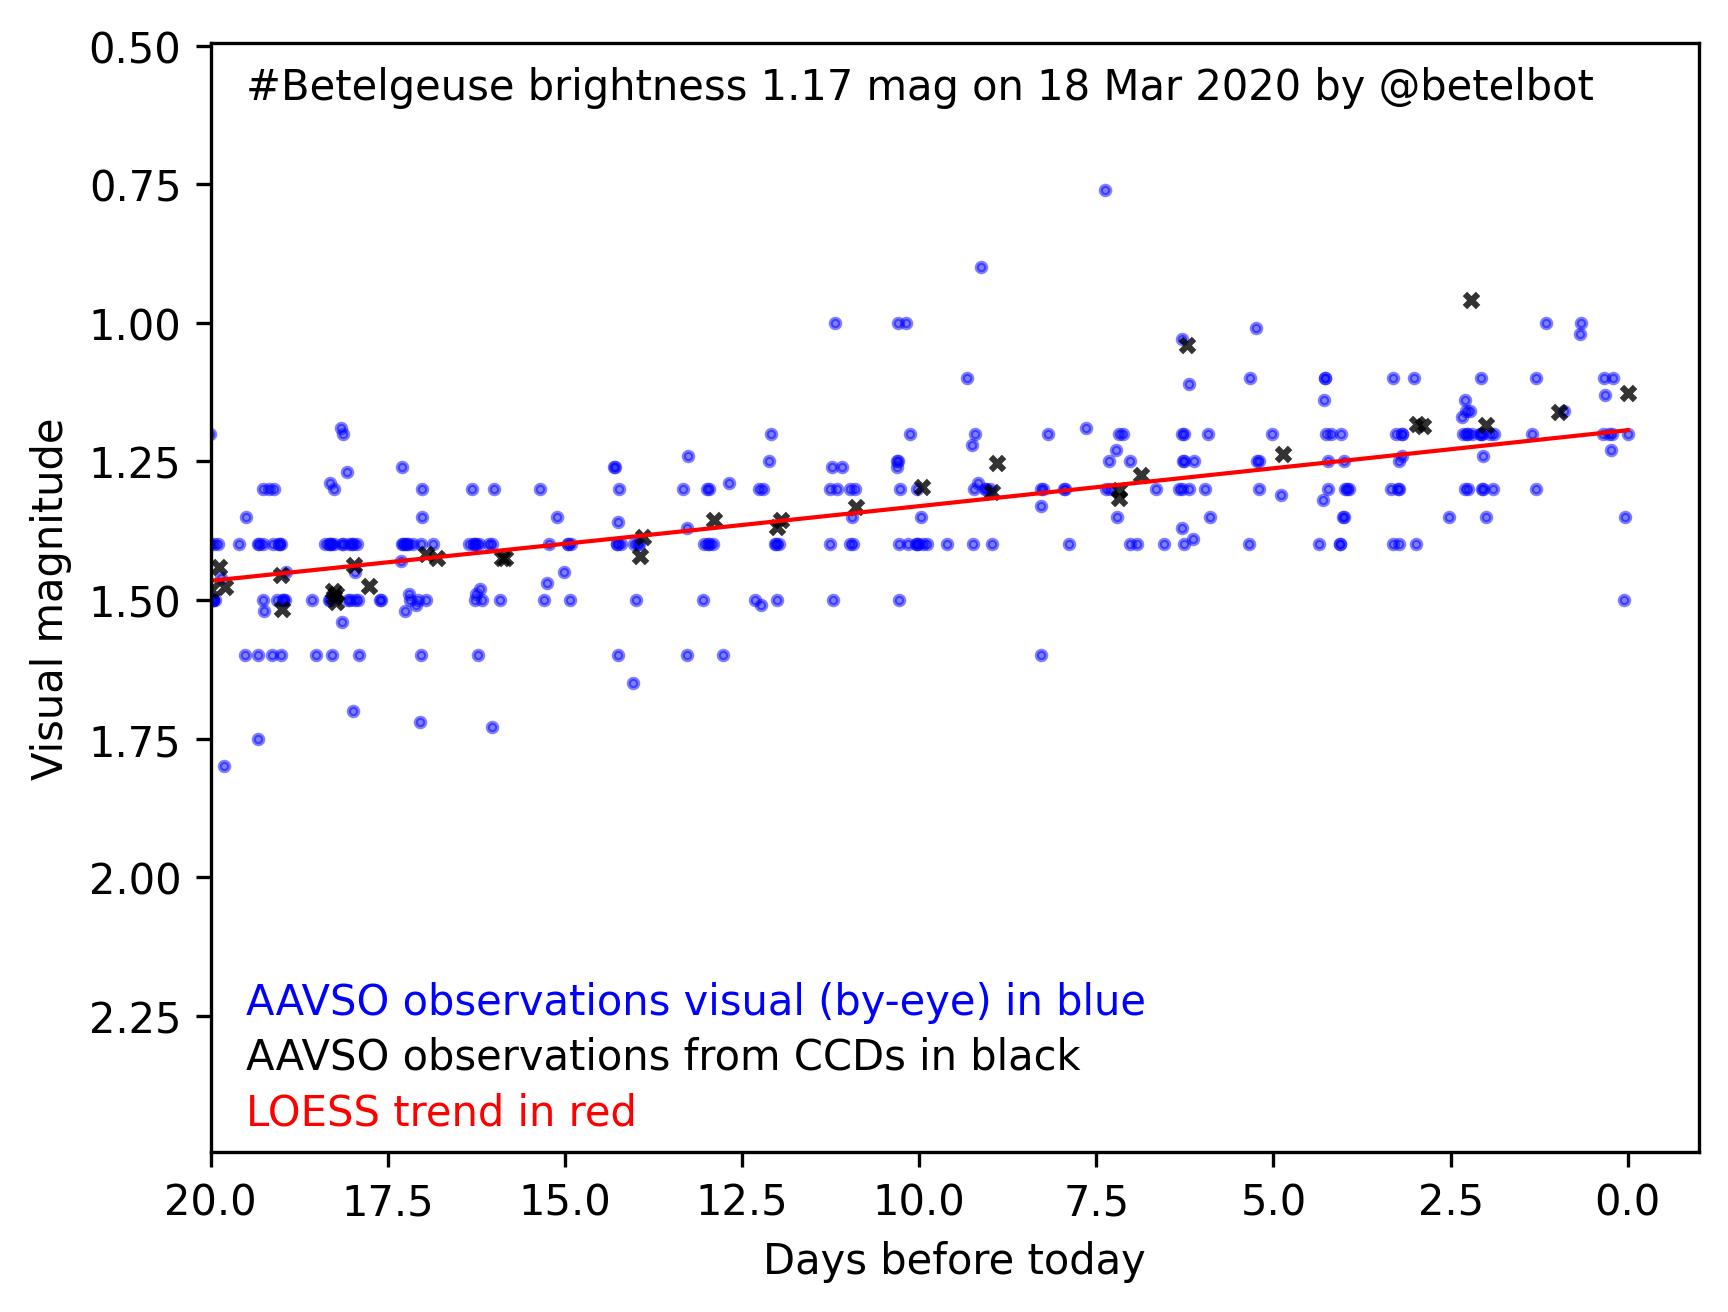 #Betelgeuse brightness 1.17 mag on 18 Mar 2020 by @betelbot
0.50
0.75
1.00
1.25
1.50
1.75
2.00
2.25
Visual magnitude
AAVSO observations visual (by-eye) in blue
AAVSO observations from CCDs in black
LOESS trend in red
20.0 17.5 15.0 12.5 10.0 7.5 5.0 2.5 0.0
Days before today